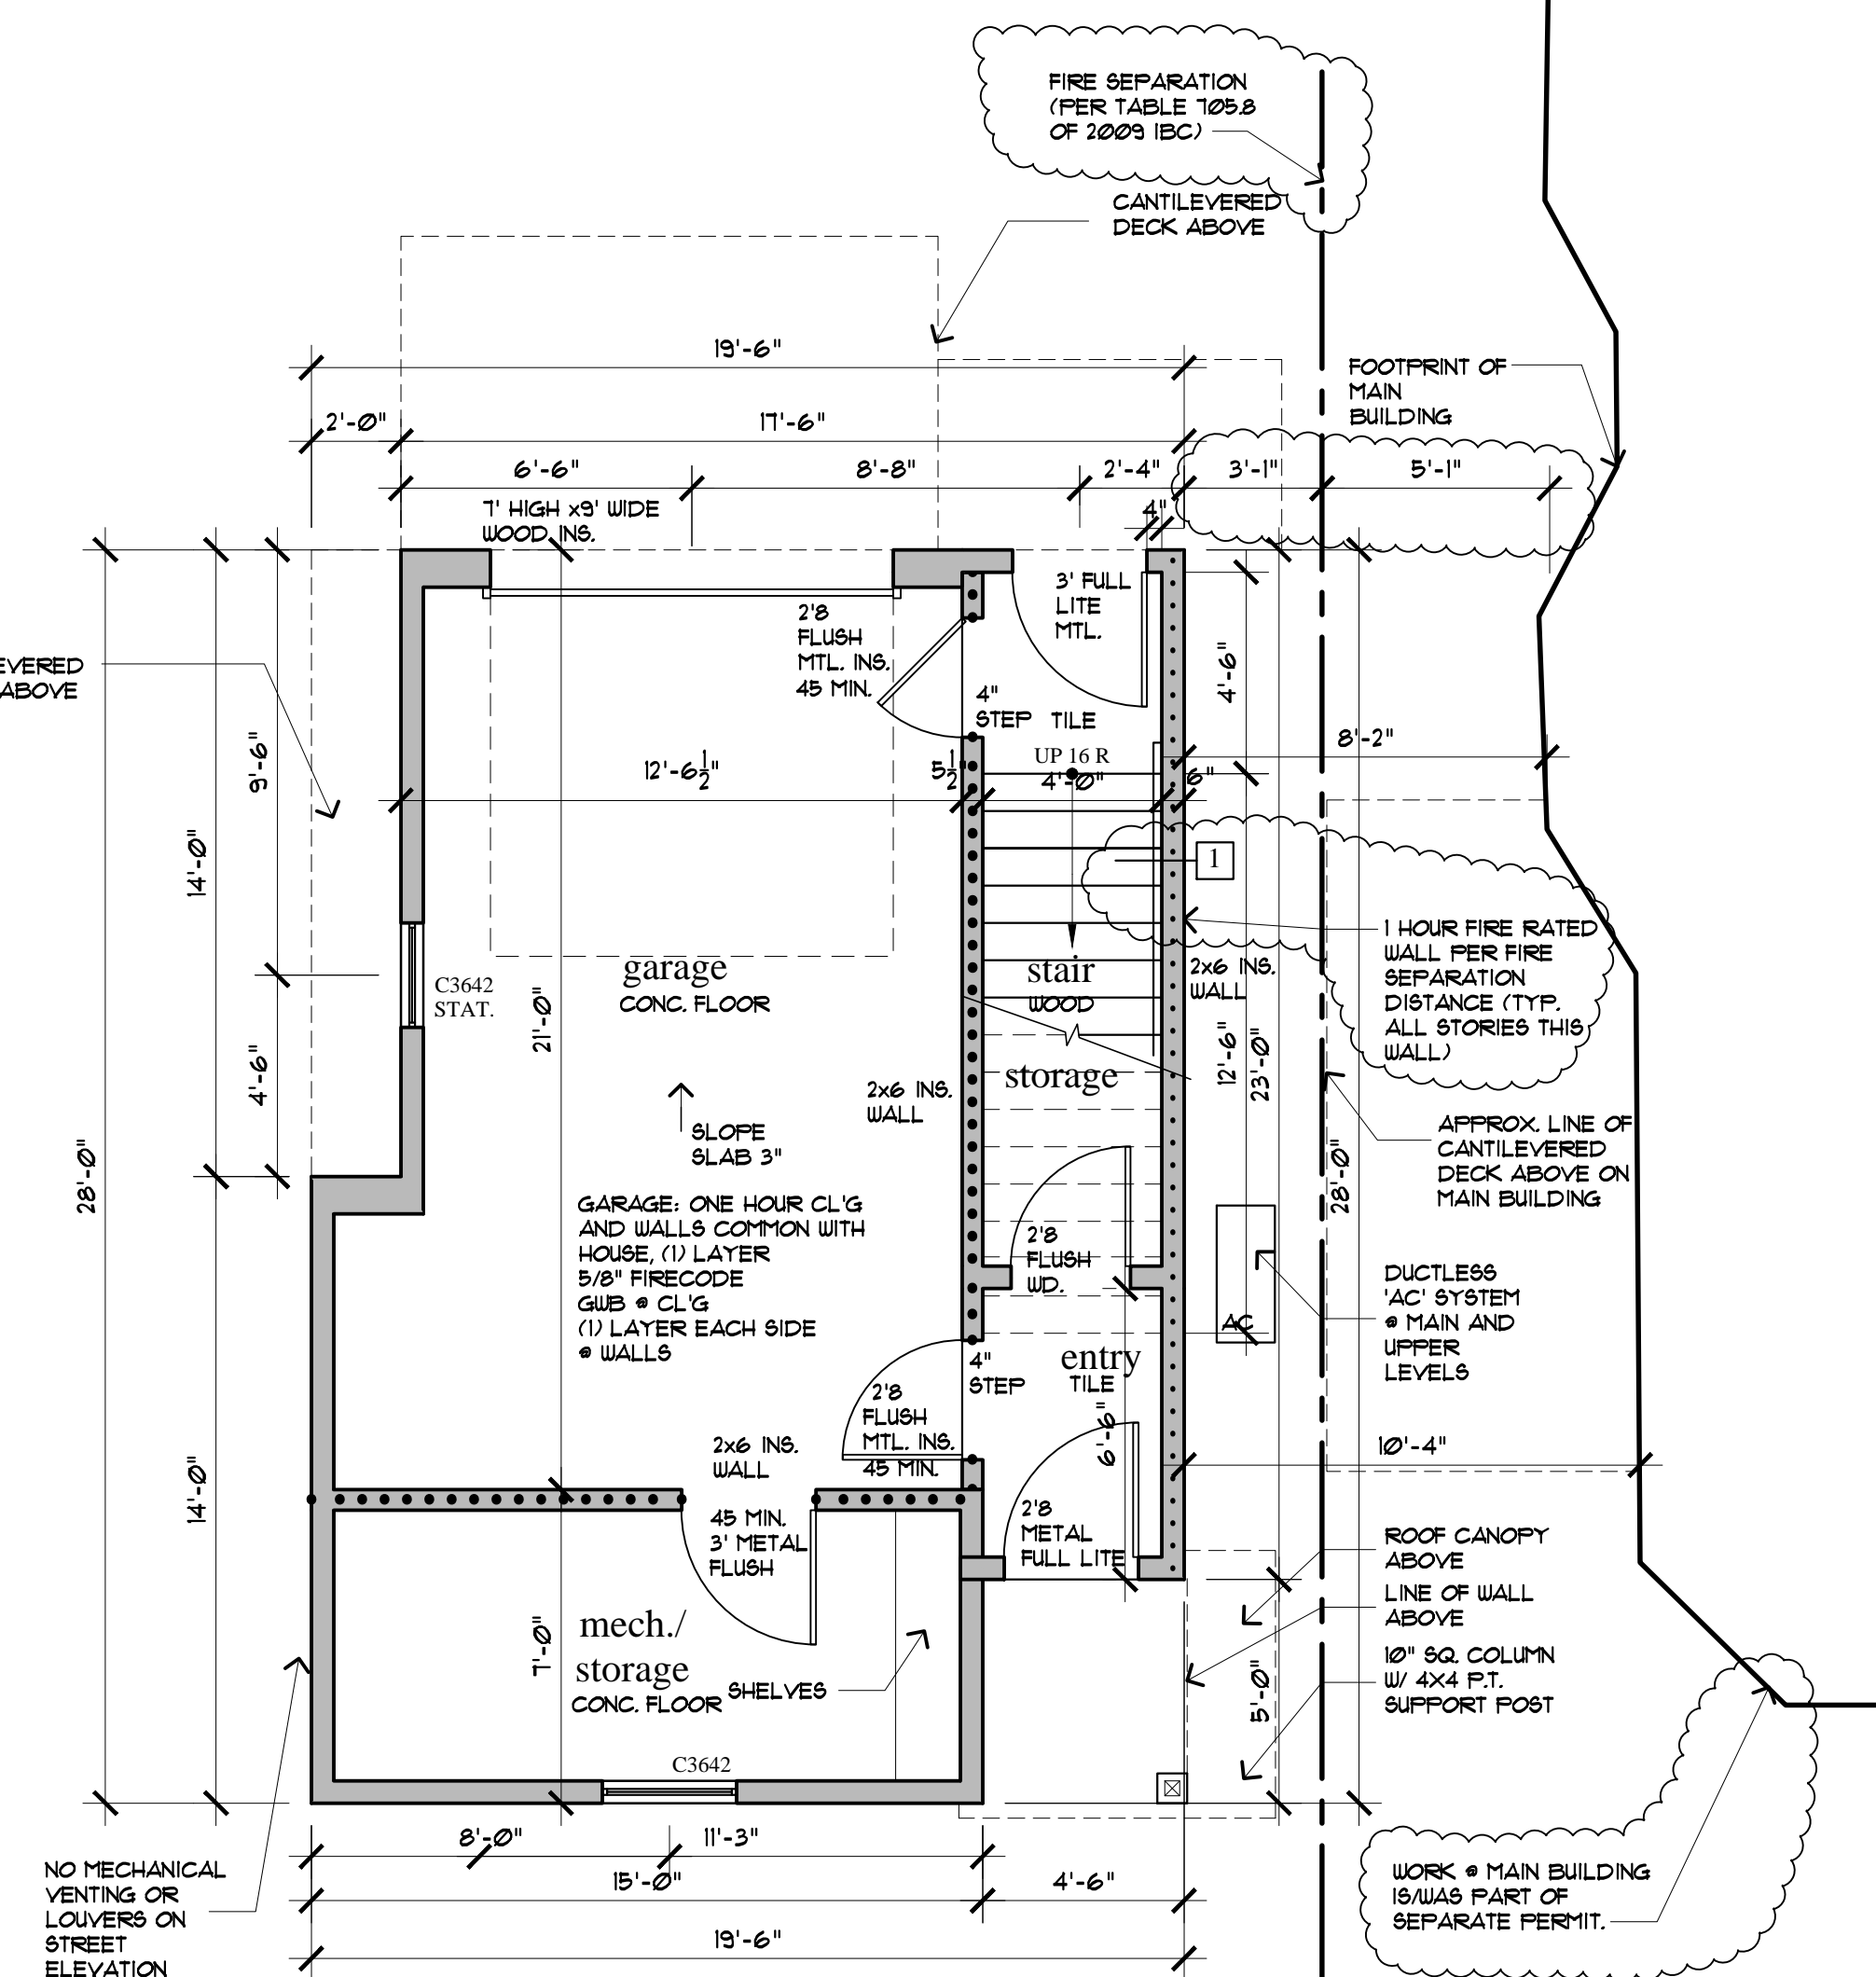 FIRE SEPARATION
(PER TABLE 705.8
OF 2009 IBC)
CANTILEVERED
DECK ABOVE
19'-6"
FOOTPRINT OF
MAIN
BUILDING
2'-0"
17'-6"
6'-6"
8'-8"
2'-4"
3'-1"
5'-1"
7' HIGH x9' WIDE
WOOD INS.
4"
3' FULL
LITE
MTL.
2'8
FLUSH
MTL. INS.
45 MIN.
EVERED
ABOVE
4'-6"
4"
STEP
TILE
UP 16 R
8'-2"
9'-6"
12'-6 1/2"
5 1/2"
4'-0"
6"
14'-0"
1
1 HOUR FIRE RATED
WALL PER FIRE
SEPARATION
DISTANCE (TYP.
ALL STORIES THIS
WALL)
garage
CONC. FLOOR
stair
WOOD
2x6 INS.
WALL
C3642
STAT.
21'-0"
12'-6"
23'-0"
4'-6"
storage
2x6 INS.
WALL
SLOPE
SLAB 3"
APPROX. LINE OF
CANTILEVERED
DECK ABOVE ON
MAIN BUILDING
28'-0"
28'-0"
GARAGE: ONE HOUR CL'G
AND WALLS COMMON WITH
HOUSE, (1) LAYER
5/8" FIRECODE
GWB @ CL'G
(1) LAYER EACH SIDE
@ WALLS
2'8
FLUSH
WD.
DUCTLESS
'AC' SYSTEM
@ MAIN AND
UPPER
LEVELS
AC
4"
STEP
entry
TILE
2'8
FLUSH
MTL. INS.
45 MIN.
6'-6"
2x6 INS.
WALL
10'-4"
14'-0"
45 MIN.
3' METAL
FLUSH
2'8
METAL
FULL LITE
ROOF CANOPY
ABOVE
LINE OF WALL
ABOVE
10" SQ. COLUMN
W/ 4X4 P.T.
SUPPORT POST
mech./
storage
CONC. FLOOR
7'-0"
SHELVES
5'-0"
C3642
8'-0"
11'-3"
15'-0"
4'-6"
19'-6"
NO MECHANICAL
VENTING OR
LOUVERS ON
STREET
ELEVATION
WORK @ MAIN BUILDING
IS/WAS PART OF
SEPARATE PERMIT.